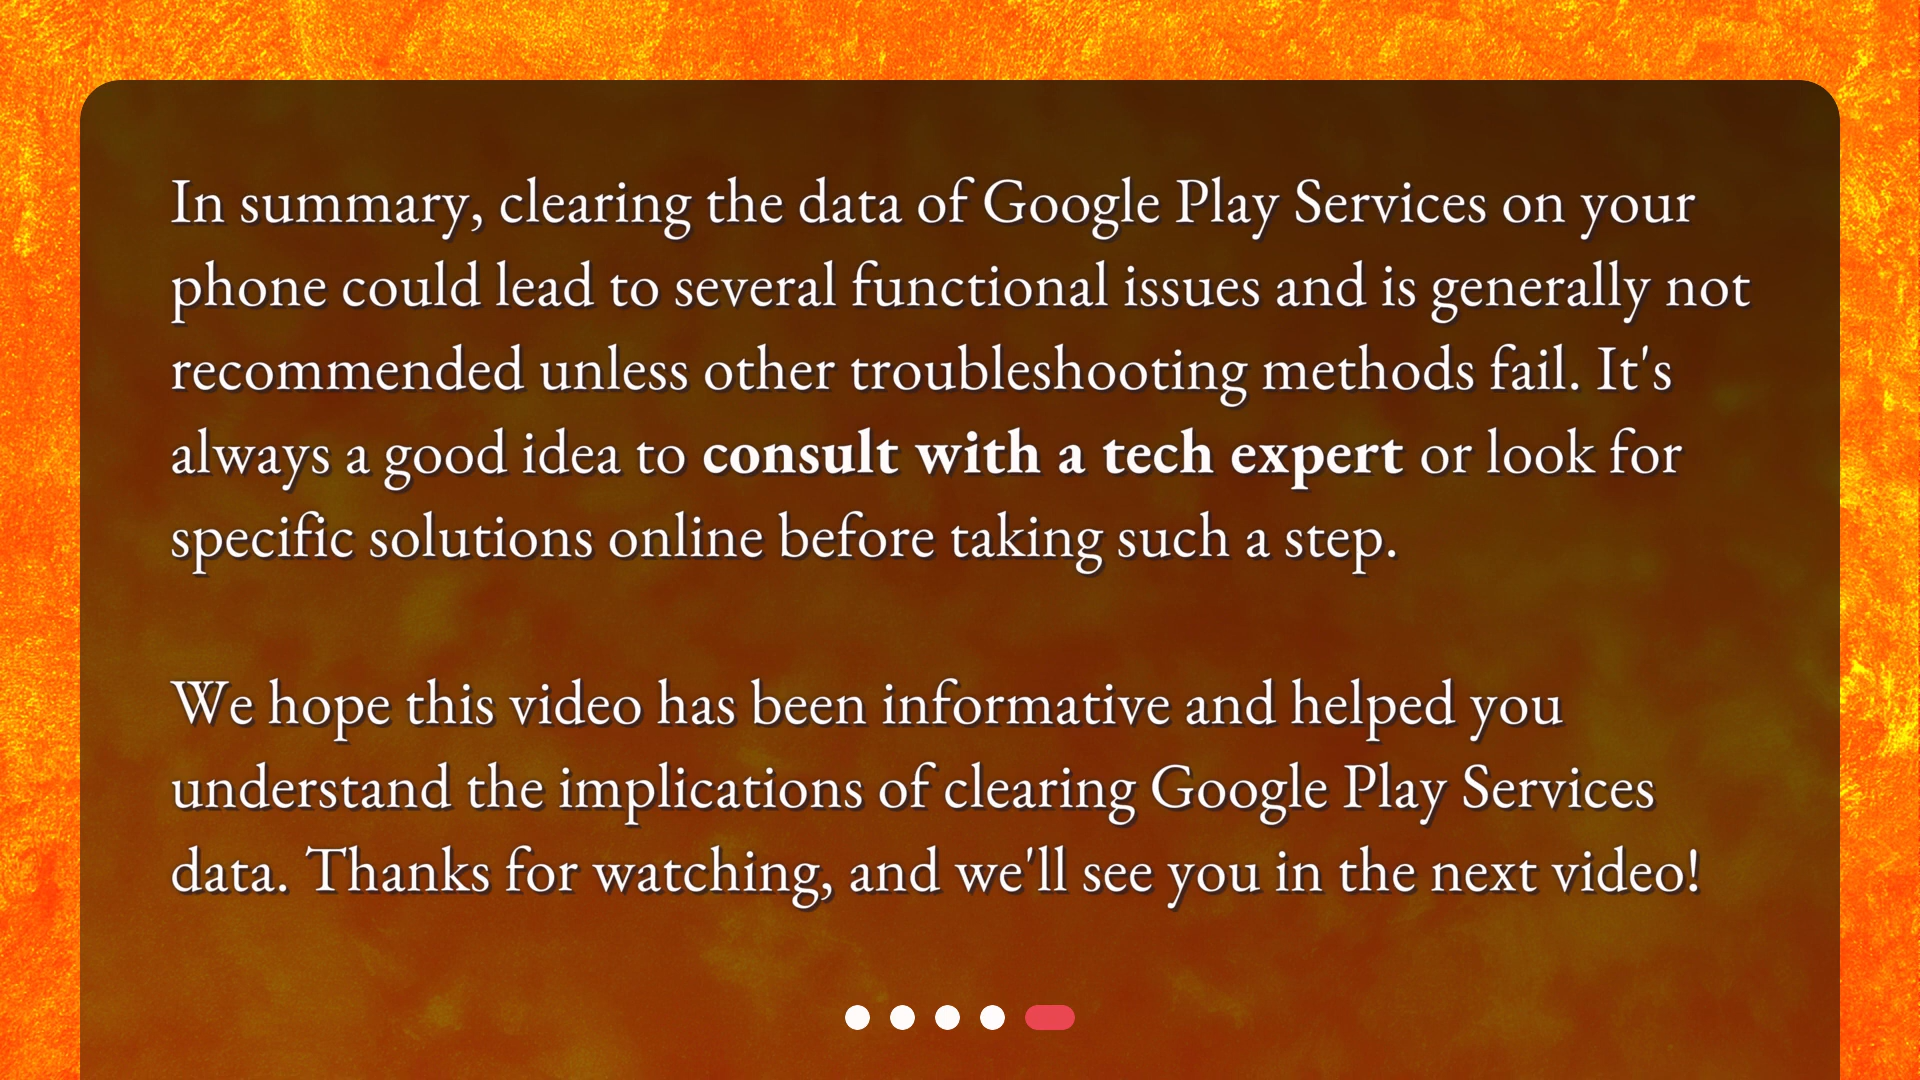 In summary, clearing the data of Google Play Services on your
phone could lead to several functional issues and is generally not
recommended unless other troubleshooting methods fail. It's
always a good idea to consult with a tech expert or look for
specific solutions online before taking such a step.
We hope this video has been informative and helped you
understand the implications of clearing Google Play Services
data. Thanks for watching, and we'll see you in the next video!